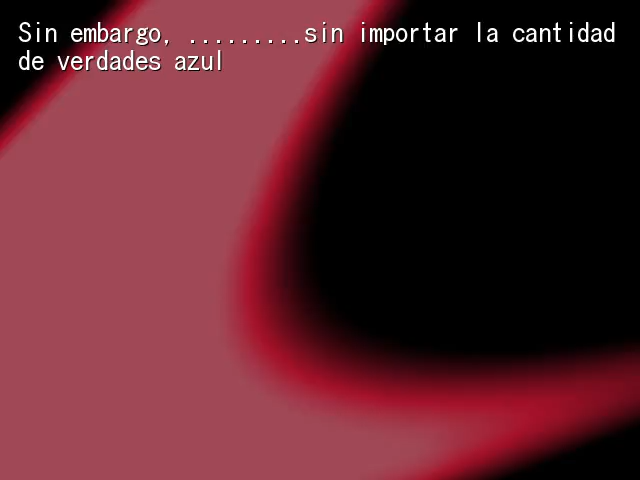 Sin embargo, .........sin importar la cantidad
de verdades azul